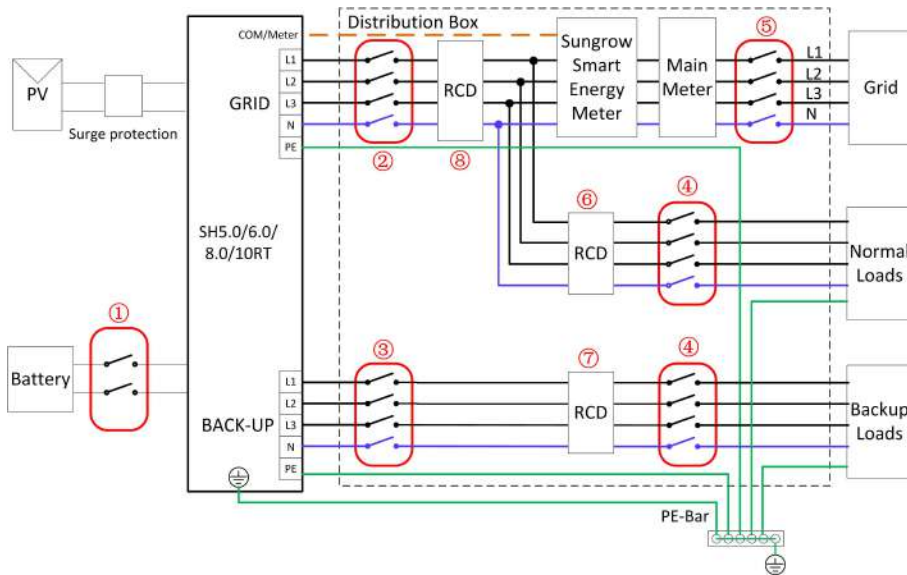 Distribution Box
COM/Meter
Sungrow
Smart
Energy
Meter
Main
Meter
⑤
L1
L2
L3
N
Grid
PV
Surge protection
GRID
L1
L2
L3
N
PE
RCD
②
⑧
SH5.0/6.0/
8.0/10RT
⑥
④
RCD
Normal
Loads
①
Battery
③
⑦
④
BACK-UP
L1
L2
L3
N
PE
RCD
Backup
Loads
PE-Bar